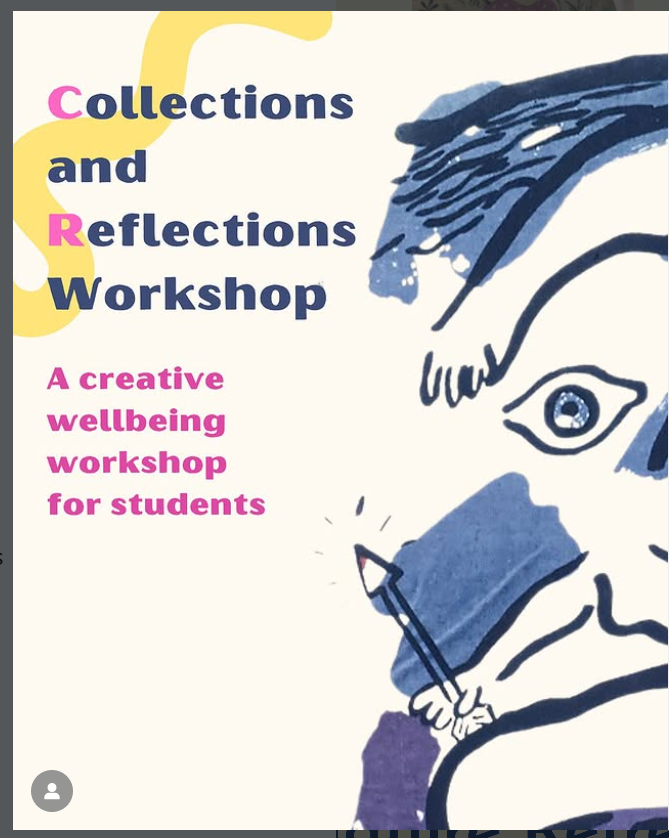 Collections
and
Reflections
Workshop
A creative
wellbeing
workshop
for students